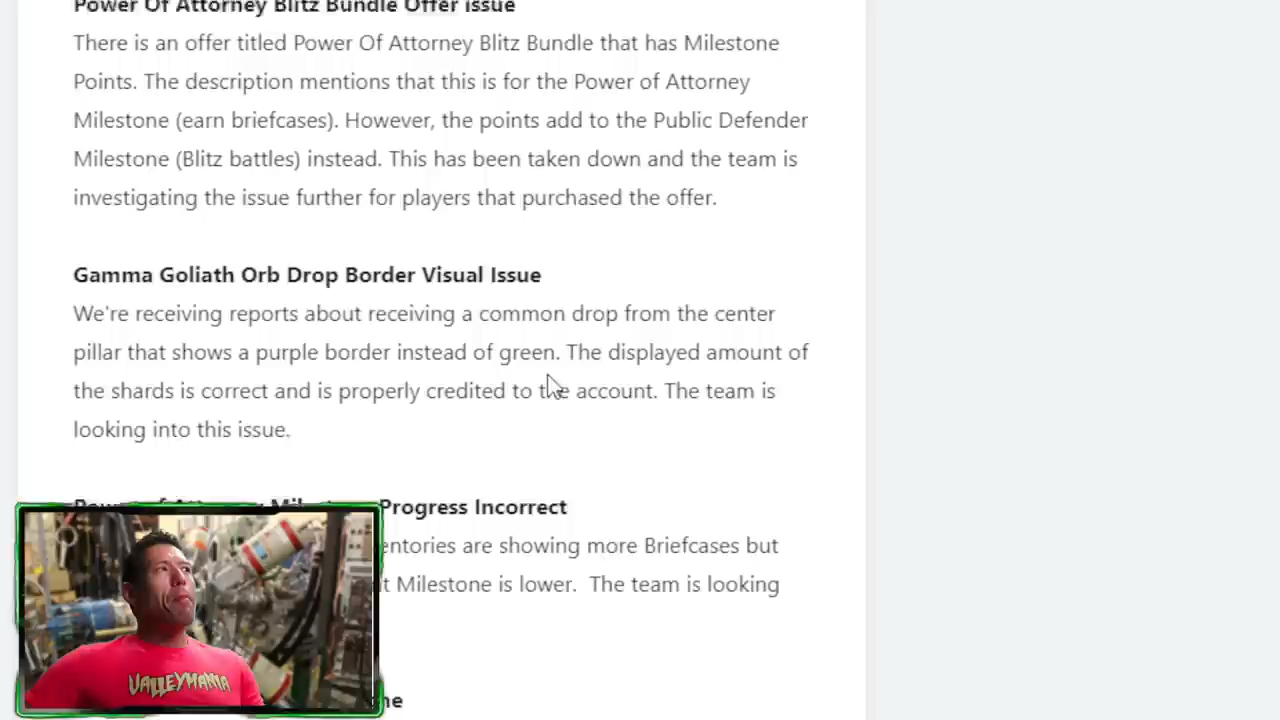 Power Of Attorney Blitz Bundle Offer issue
There is an offer titled Power Of Attorney Blitz Bundle that has Milestone
Points. The description mentions that this is for the Power of Attorney
Milestone (earn briefcases). However, the points add to the Public Defender
Milestone (Blitz battles) instead. This has been taken down and the team is
investigating the issue further for players that purchased the offer.
Gamma Goliath Orb Drop Border Visual Issue
We're receiving reports about receiving a common drop from the center
pillar that shows a purple border instead of green. The displayed amount of
the shards is correct and is properly credited to the account. The team is
looking into this issue.
Power of Attorney Milestone Progress Incorrect
entories are showing more Briefcases but
t Milestone is lower. The team is looking
VALLEYMANIA
me